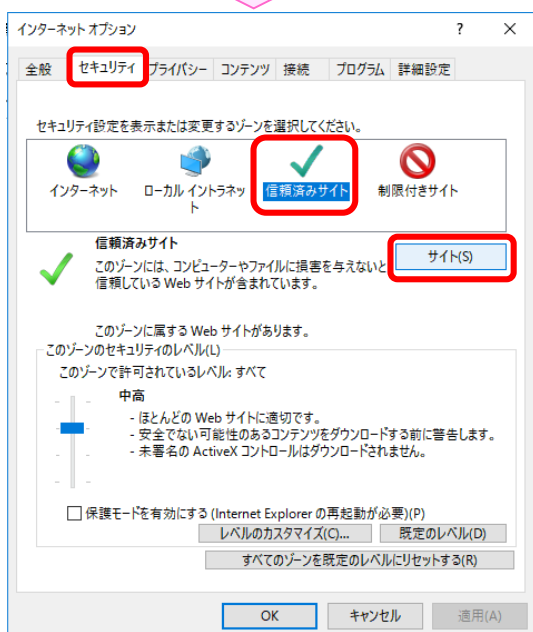 インターネット オプション ? ×
全般 セキュリティ プライバシー コンテンツ 接続 プログラム 詳細設定
セキュリティ設定を表示または変更するゾーンを選択してください。
インターネット ローカル イントラネッ 信頼済みサイト 制限付きサイト
ト
信頼済みサイト
サイト(S)
このゾーンには、コンピューターやファイルに損害を与えないと
信頼している Web サイトが含まれています。
このゾーンに属する Web サイトがあります。
このゾーンのセキュリティのレベル(L)
このゾーンで許可されているレベル: すべて
中高
- ほとんどの Web サイトに適切です。
- 安全でない可能性のあるコンテンツをダウンロードする前に警告します。
- 未署名の ActiveX コントロールはダウンロードされません。
保護モードを有効にする (Internet Explorer の再起動が必要)(P)
レベルのカスタマイズ(C)... 既定のレベル(D)
すべてのゾーンを既定のレベルにリセットする(R)
OK キャンセル 適用(A)